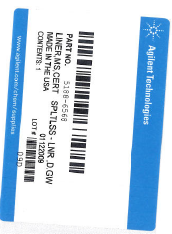 Agilent Technologies
PART NO. 5188-6568
LINER,MS,CERT SPLTLSS - LNR ,D,GW
MADE IN THE USA 01122009
CONTENTS: 1 LOT#
www.agilent.com/chem/supplies